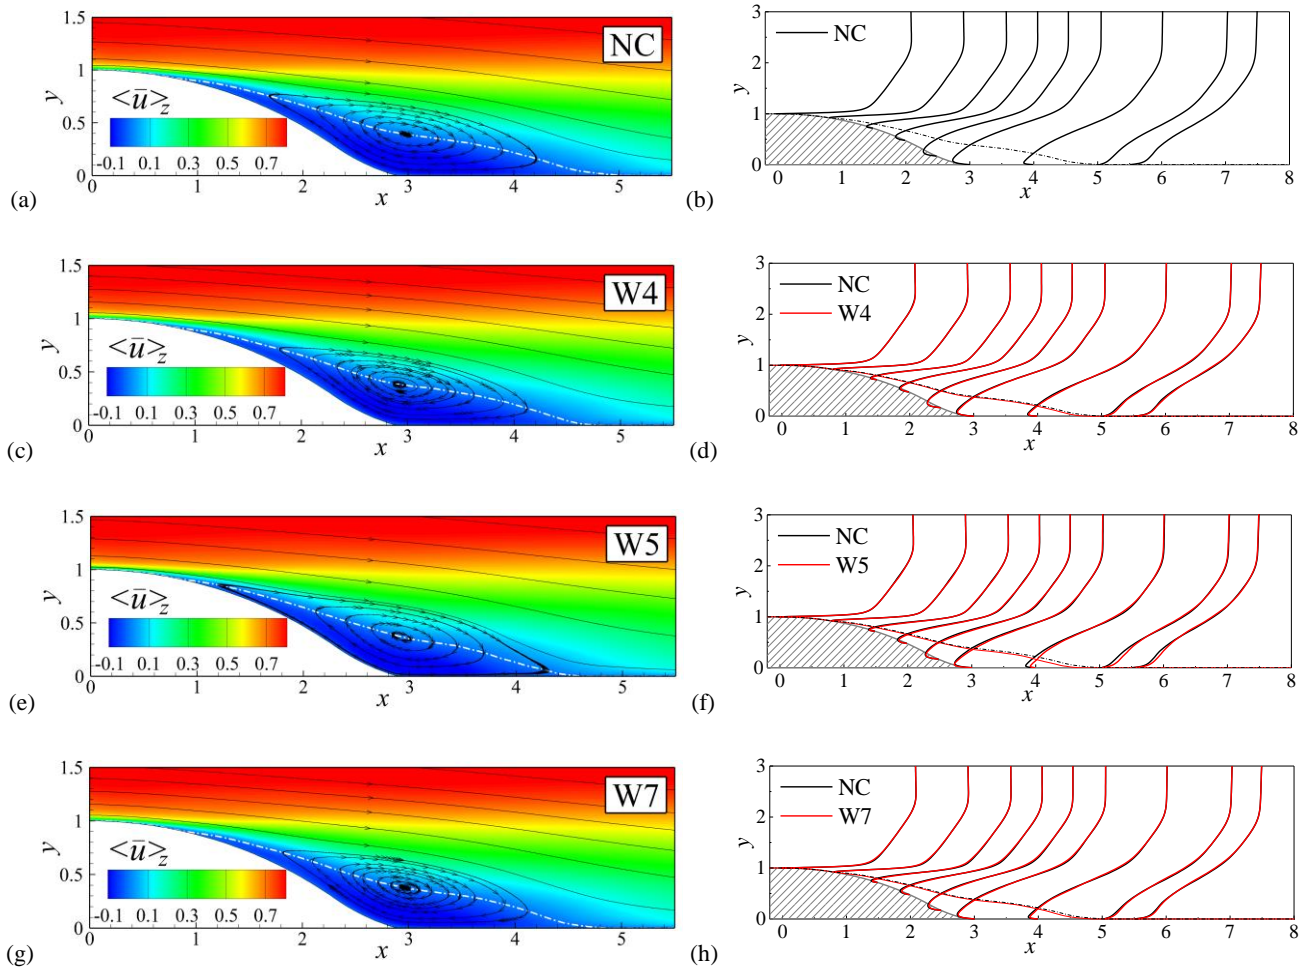 1.5
NC
1
y
<ū>z
0.5
-0.1 0.1 0.3 0.5 0.7
0
0 1 2 3 4 5
x
(a)
3
NC
2
y
1
0
0 1 2 3 4 5 6 7 8
x
(b)
1.5
W4
1
y
<ū>z
0.5
-0.1 0.1 0.3 0.5 0.7
0
0 1 2 3 4 5
x
(c)
3
NC
W4
2
y
1
0
0 1 2 3 4 5 6 7 8
x
(d)
1.5
W5
1
y
<ū>z
0.5
-0.1 0.1 0.3 0.5 0.7
0
0 1 2 3 4 5
x
(e)
3
NC
W5
2
y
1
0
0 1 2 3 4 5 6 7 8
x
(f)
1.5
W7
1
y
<ū>z
0.5
-0.1 0.1 0.3 0.5 0.7
0
0 1 2 3 4 5
x
(g)
3
NC
W7
2
y
1
0
0 1 2 3 4 5 6 7 8
x
(h)